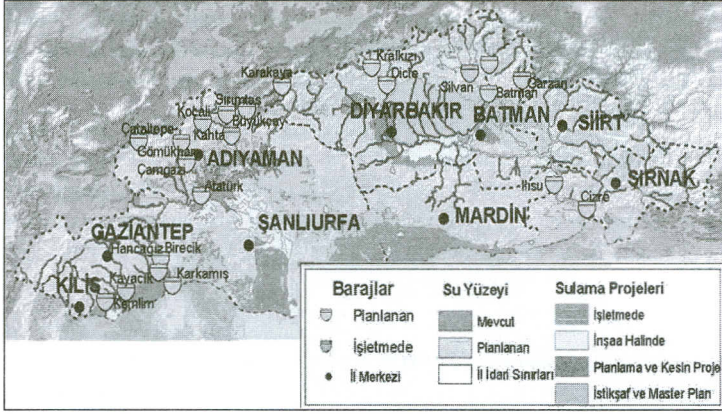 Kralkızı
Karakaya
Dicle
Silvan
Garzan
Batman
Sırımtaş
Koçali
Büyükçay
DİYARBAKIR
BATMAN
SİİRT
Çataltepe
Kahta
Gömükhan
ADIYAMAN
Çamgazi
Atatürk
Ilısu
ŞIRNAK
Cizre
MARDİN
ŞANLIURFA
GAZİANTEP
Hancağız
Birecik
Kayacık
Karkamış
KİLİS
Kemlim
Barajlar
Planlanan
İşletmede
İl Merkezi
Su Yüzeyi
Mevcut
Planlanan
İl İdari Sınırları
Sulama Projeleri
İşletmede
İnşaa Halinde
Planlama ve Kesin Proje
İstikşaf ve Master Plan